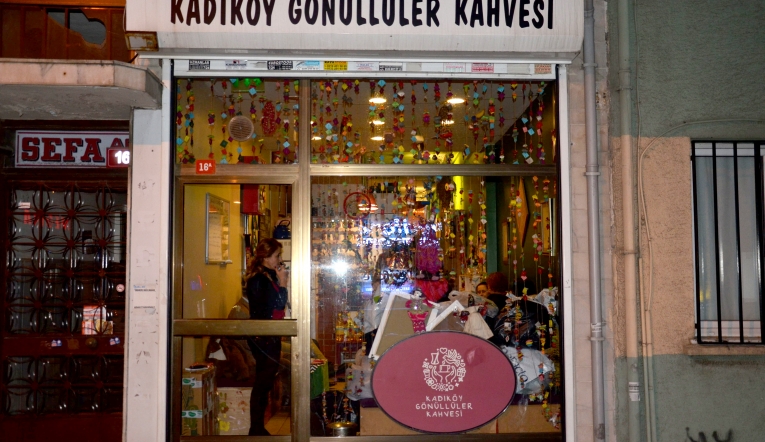 KADIKÖY GÖNÜLLÜLER KAHVESİ
SEFA
16
18
KADIKÖY
GÖNÜLLÜLER
KAHVESİ